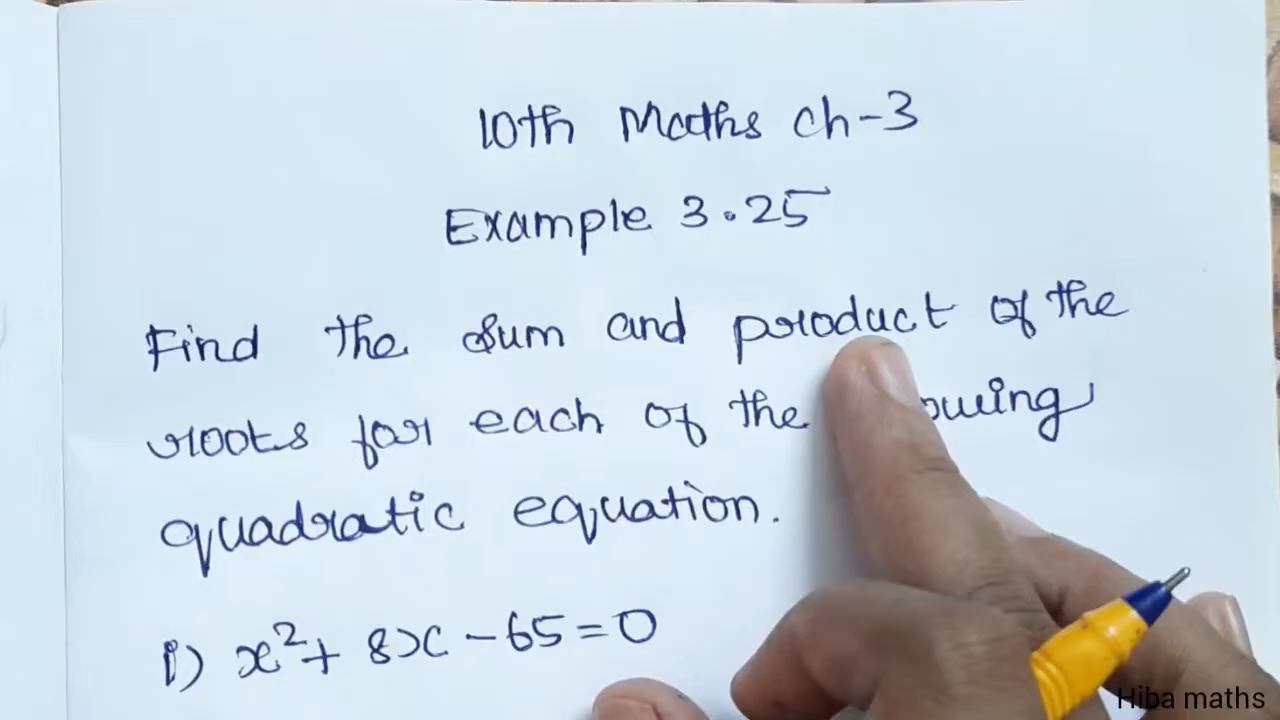 10th Maths Ch-3
Example 3.25
Find the Sum and product of the
roots for each of the owing
quadratic equation.
i) x²+ 8x - 65 = 0
Hiba maths